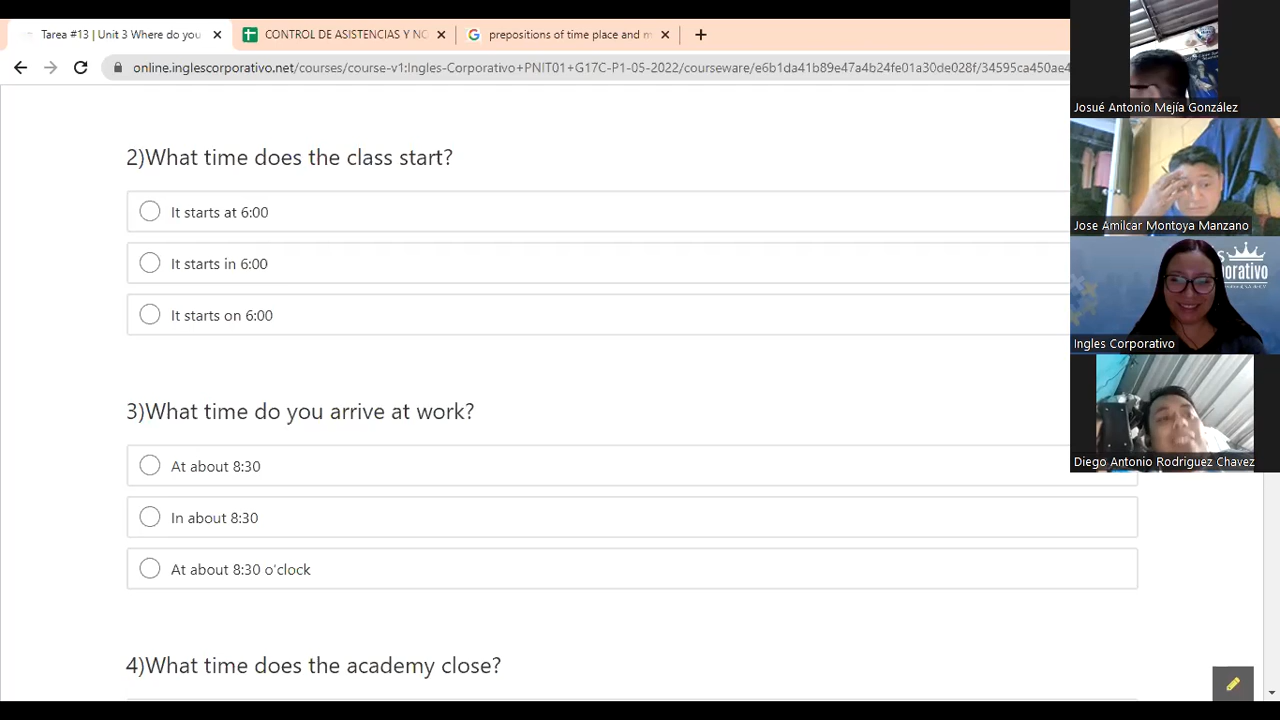 Tarea #13 | Unit 3 Where do you
CONTROL DE ASISTENCIAS Y NO
prepositions of time place and m
online.inglescorporativo.net/courses/course-v1:Ingles-Corporativo+PNIT01+G17C-P1-05-2022/courseware/e6b1da41b89e47a4b24fe01a30de028f/34595ca450ae4
2)What time does the class start?
It starts at 6:00
It starts in 6:00
It starts on 6:00
3)What time do you arrive at work?
At about 8:30
In about 8:30
At about 8:30 o'clock
4)What time does the academy close?
Josué Antonio Mejía González
Jose Amilcar Montoya Manzano
orativo
Ingles Corporativo
Diego Antonio Rodriguez Chavez